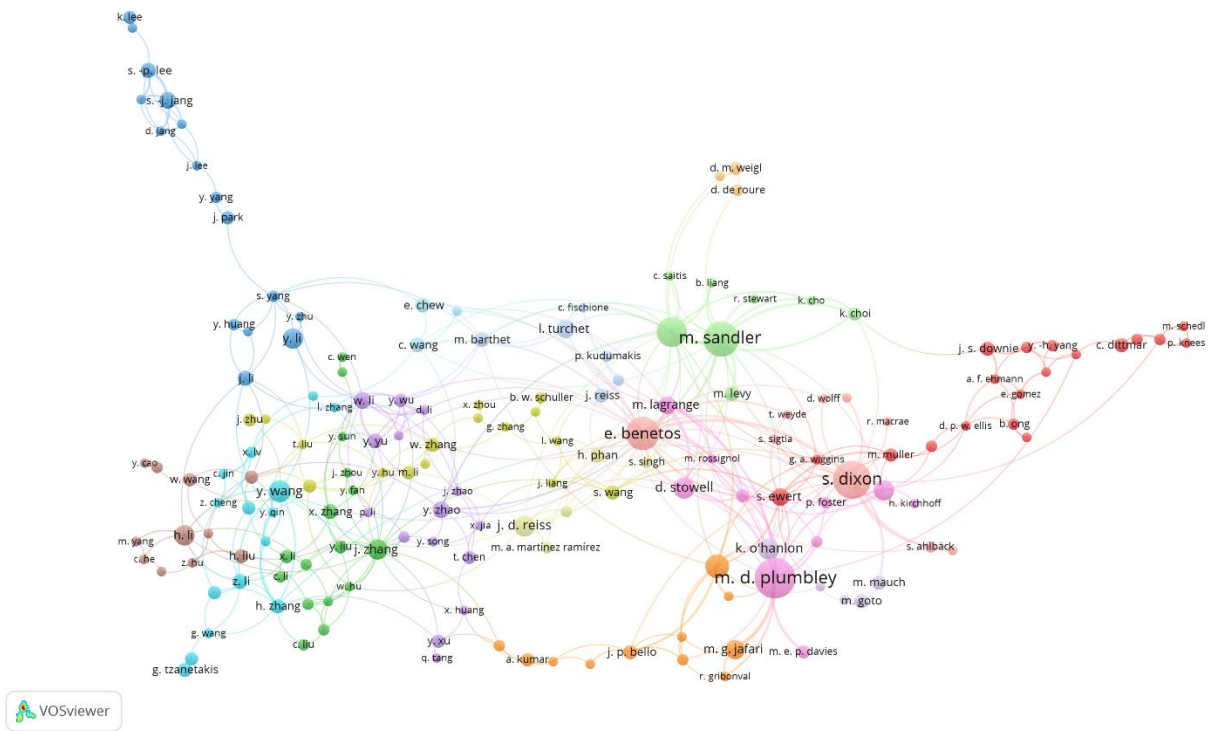 k. lee
s. -p. lee
s. -j. jang
d. jang
j. lee
y. yang
j. park
d. m. weigl
d. de roure
c. saitis
b. liang
s. yang
e. chew
c. fischione
r. stewart
k. cho
k. choi
y. huang
y. zhu
y. li
m. barthet
l. turchet
m. sandler
m. schedl
c. wang
c. wen
p. kudumakis
j. s. downie
y. -h. yang
c. dittmar
p. knees
j. li
a. f. ehmann
l. zhang
w. li
y. wu
d. li
x. zhou
b. w. schuller
j. reiss
m. levy
m. lagrange
d. wolff
e. gomez
j. zhu
g. zhang
t. weyde
r. macrae
d. p. w. ellis
b. ong
t. liu
y. sun
y. yu
w. zhang
l. wang
e. benetos
s. sigtia
x. lv
h. phan
s. singh
m. rossignol
g. a. wiggins
m. muller
y. cao
w. wang
c. jin
j. zhou
y. hu
m. li
j. liang
s. wang
d. stowell
s. dixon
z. cheng
y. wang
y. fan
j. zhao
s. ewert
p. foster
h. kirchhoff
y. qin
x. zhang
p. li
y. zhao
x. jia
j. d. reiss
m. yang
h. li
y. liu
j. zhang
y. song
m. a. martínez ramírez
k. o'hanlon
s. ahlbäck
c. he
z. hu
h. liu
x. li
t. chen
z. li
c. li
w. hu
m. d. plumbley
m. mauch
m. goto
h. zhang
x. huang
g. wang
c. liu
y. xu
q. tang
a. kumar
j. p. bello
m. g. jafari
m. e. p. davies
g. tzanetakis
r. gribonval
VOSviewer